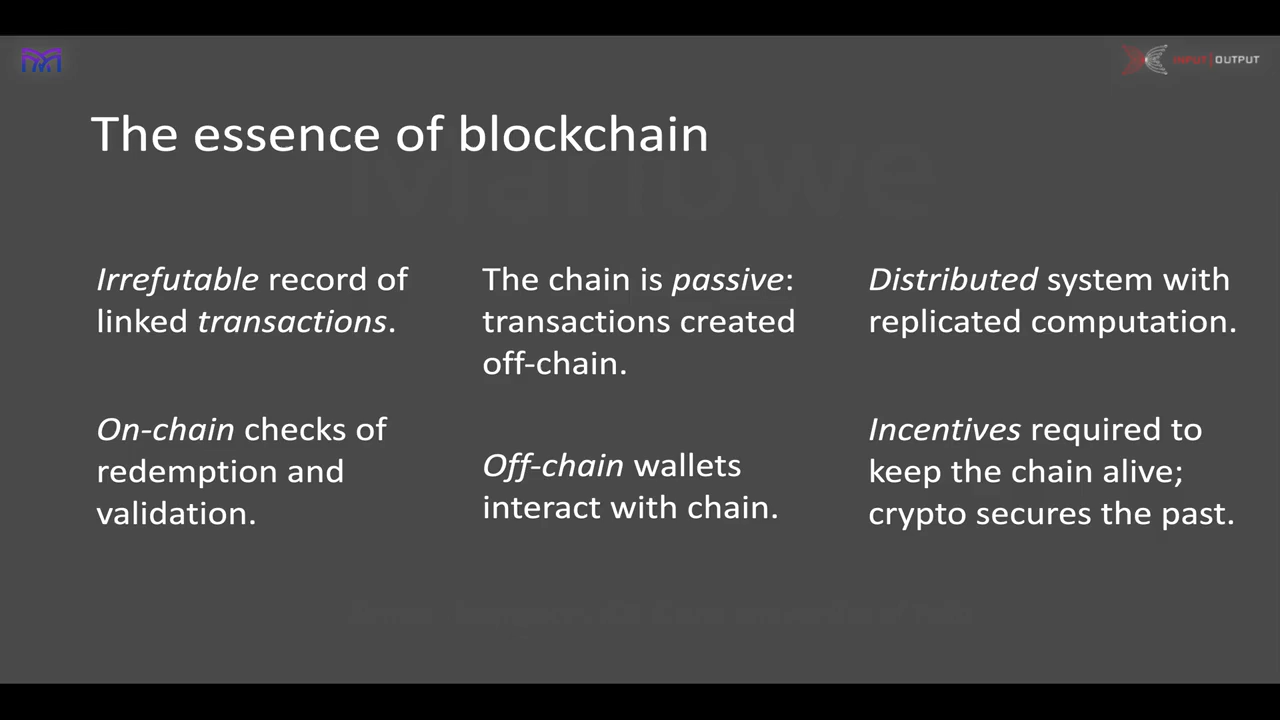 INPUT|OUTPUT
The essence of blockchain
Marlowe
Irrefutable record of
linked transactions.
On-chain checks of
redemption and
validation.
The chain is passive:
transactions created
off-chain.
Off-chain wallets
interact with chain.
Distributed system with
replicated computation.
Incentives required to
keep the chain alive;
crypto secures the past.